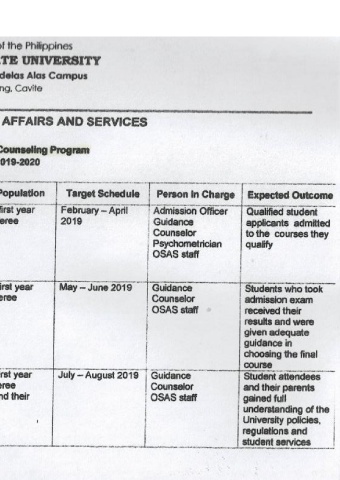 of the Philippines
TE UNIVERSITY
delas Alas Campus
ng, Cavite
AFFAIRS AND SERVICES
Counseling Program
2019-2020
Population Target Schedule Person In Charge Expected Outcome
first year
eree
February – April
2019
Admission Officer
Guidance
Counselor
Psychometrician
OSAS staff
Qualified student
applicants admitted
to the courses they
qualify
first year
eree
May – June 2019
Guidance
Counselor
OSAS staff
Students who took
admission exam
received their
results and were
given adequate
guidance in
choosing the final
course
first year
eree
nd their
July – August 2019
Guidance
Counselor
OSAS staff
Student attendees
and their parents
gained full
understanding of the
University policies,
regulations and
student services